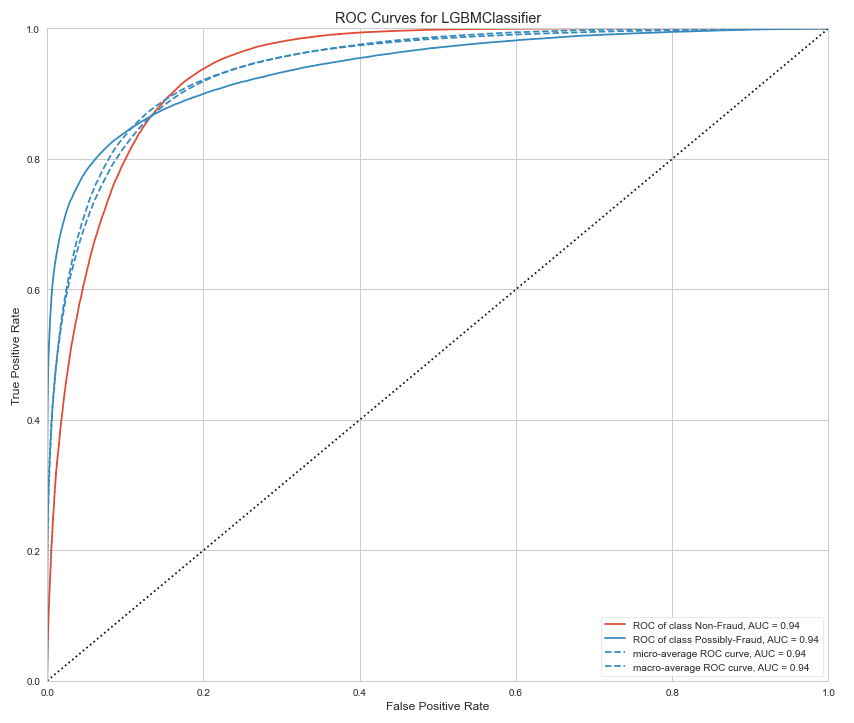 ROC Curves for LGBMClassifier
1.0
0.8
0.6
0.4
0.2
0.0
True Positive Rate
0.0 0.2 0.4 0.6 0.8 1.0
False Positive Rate
ROC of class Non-Fraud, AUC = 0.94
ROC of class Possibly-Fraud, AUC = 0.94
micro-average ROC curve, AUC = 0.94
macro-average ROC curve, AUC = 0.94